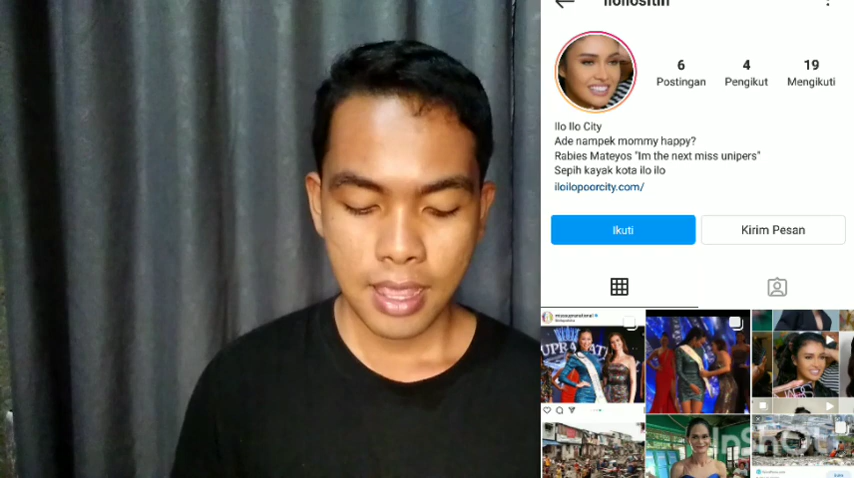 6 4 19
Postingan Pengikut Mengikuti
Ilo Ilo City
Ade nampek mommy happy?
Rabies Mateyos "Im the next miss unipers"
Sepih kayak kota ilo ilo
iloilopoorcity.com/
Ikuti Kirim Pesan
InShOt